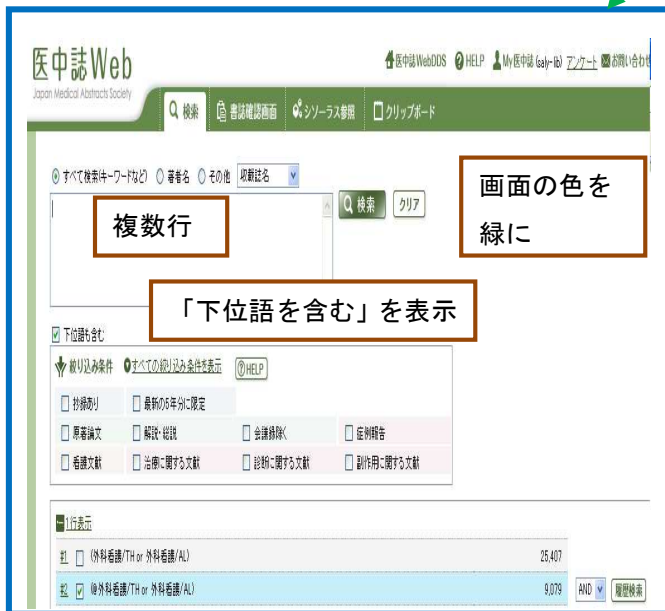 医中誌Web
Japan Medical Abstracts Society
医中誌WebDDS HELP My医中誌 (saly-lib) アンケート お問い合わせ
検索 書誌確認画面 シソーラス参照 クリップボード
すべて検索(キーワードなど) 著者名 その他 収載誌名
検索 クリア
画面の色を
緑に
複数行
「下位語を含む」を表示
下位語も含む
絞り込み条件 すべての絞り込み条件を表示 HELP
抄録あり 最新の5年分に限定
原著論文 解説・総説 会議録除く 症例報告
看護文献 治療に関する文献 診断に関する文献 副作用に関する文献
1行表示
#1 (外科看護/TH or 外科看護/AL) 25,407
#2 (@外科看護/TH or 外科看護/AL) 9,079 AND 履歴検索